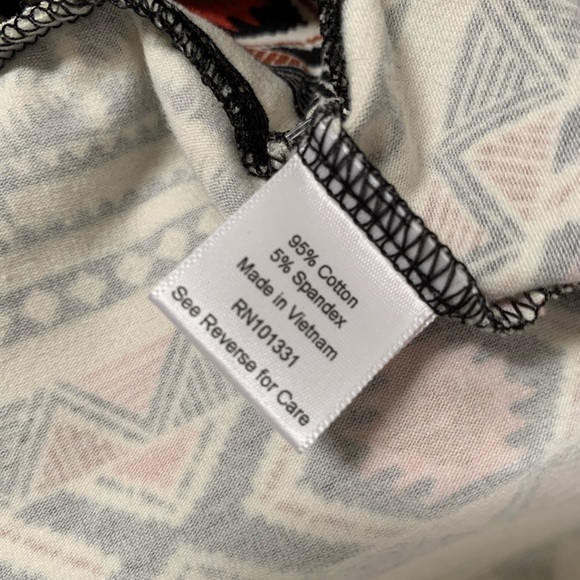 95% Cotton
5% Spandex
Made in Vietnam
RN101331
See Reverse for Care